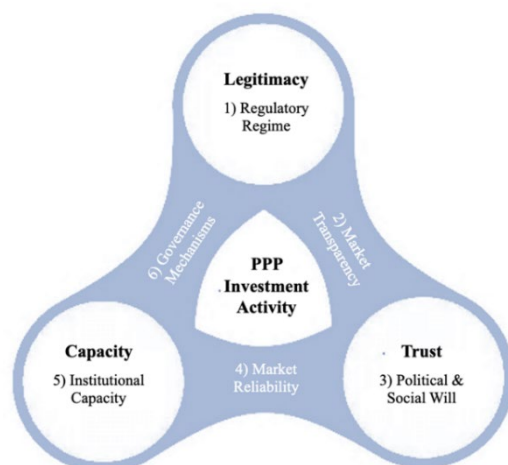 Legitimacy
1) Regulatory
Regime
6) Governance
Mechanisms
2) Market
Transparency
PPP
Investment
Activity
Capacity
5) Institutional
Capacity
4) Market
Reliability
Trust
3) Political &
Social Will